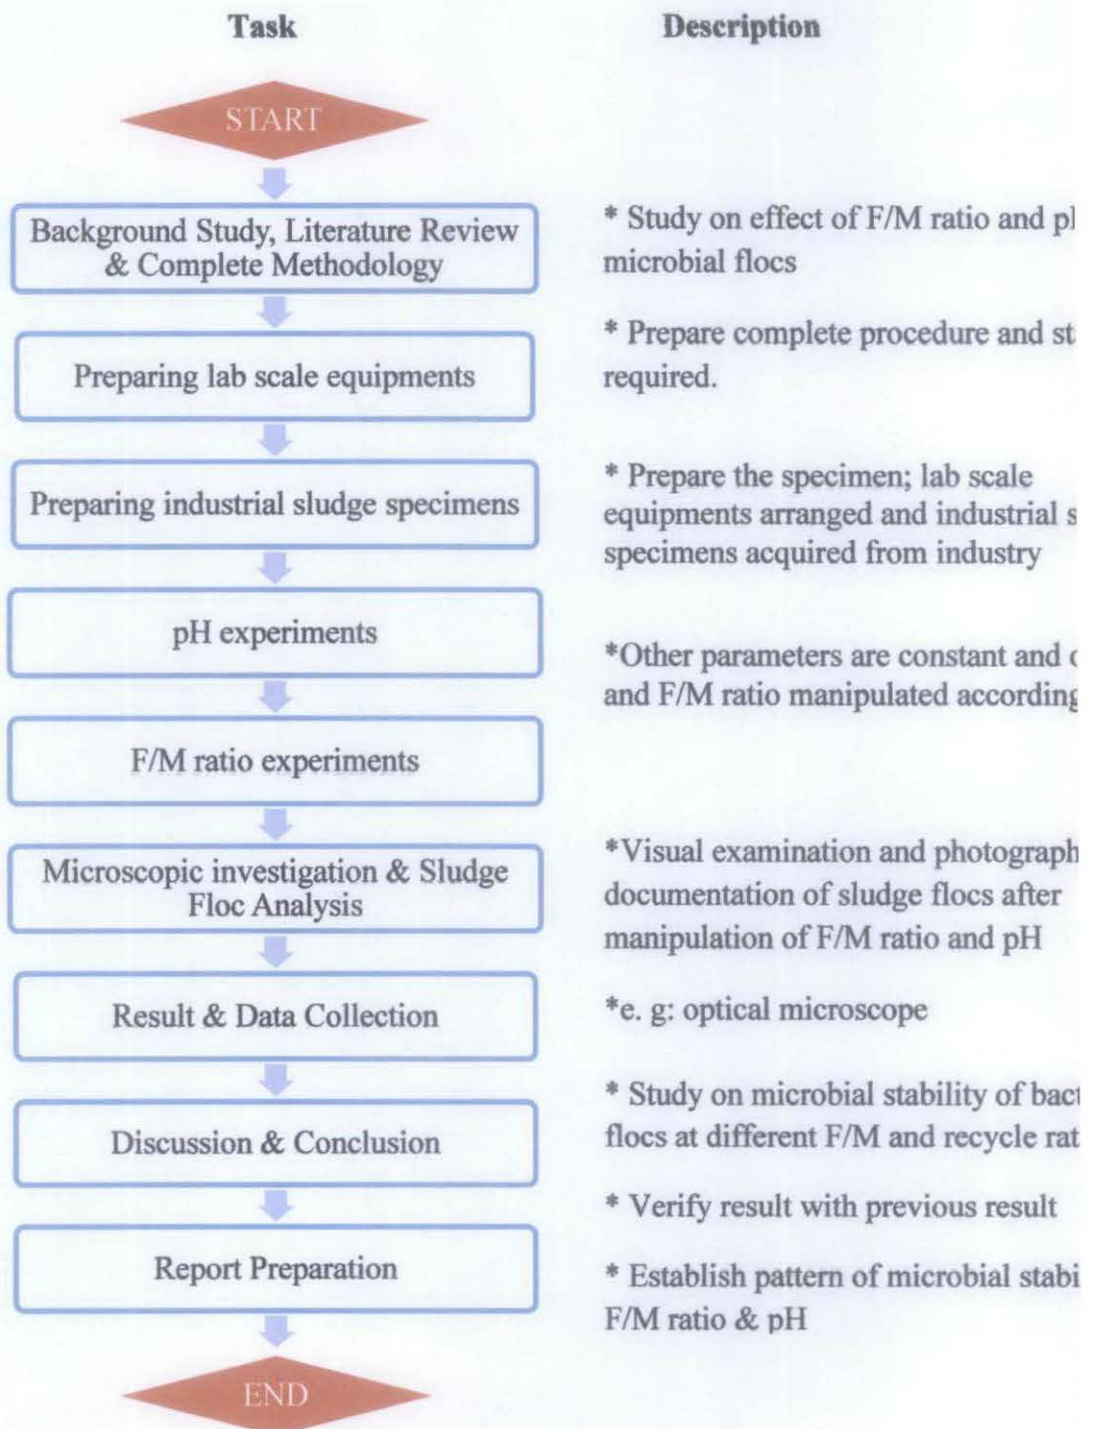 Task
Description
START
Background Study, Literature Review
& Complete Methodology
* Study on effect of F/M ratio and
microbial flocs
Preparing lab scale equipments
* Prepare complete procedure and
required.
Preparing industrial sludge specimens
* Prepare the specimen; lab scale
equipments arranged and industrial
specimens acquired from industry
pH experiments
*Other parameters are constant and
and F/M ratio manipulated
F/M ratio experiments
Microscopic investigation & Sludge
Floc Analysis
*Visual examination and
documentation of sludge flocs after
manipulation of F/M ratio and pH
Result & Data Collection
*e. g: optical microscope
Discussion & Conclusion
* Study on microbial stability of
flocs at different F/M and recycle
* Verify result with previous result
Report Preparation
* Establish pattern of microbial
F/M ratio & pH
END